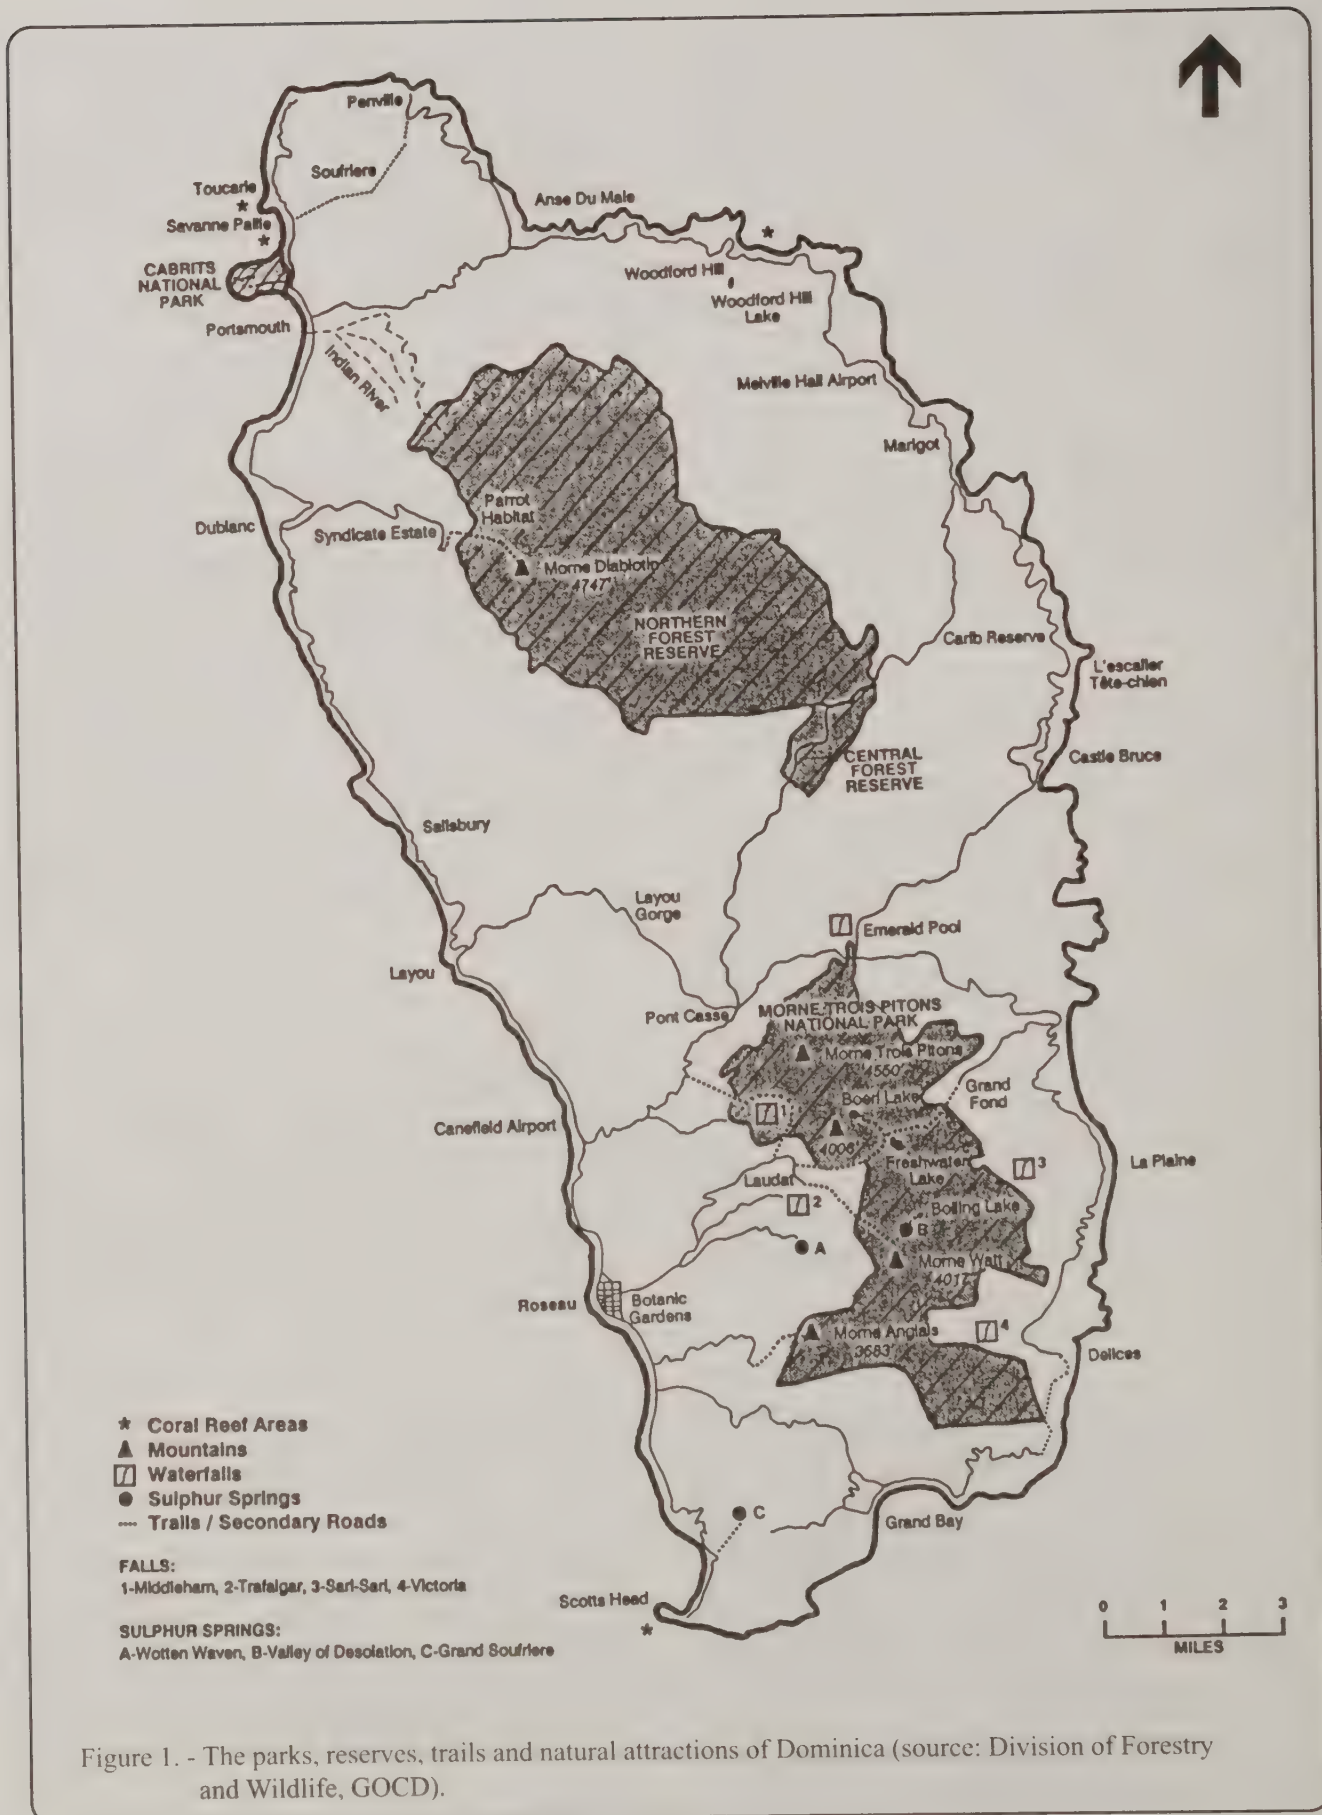 Penville
Soufriere
Toucarie
Savanne Paille
Anse Du Maie
CABRITS
NATIONAL
PARK
Woodford Hill
Woodford Hill
Lake
Portsmouth
Indian River
Melville Hall Airport
Marigot
Parrot
Habitat
Dublanc
Syndicate Estate
Morne Diablotin
4747'
NORTHERN
FOREST
RESERVE
Carib Reserve
L'escalier
Tête-chien
CENTRAL
FOREST
RESERVE
Castle Bruce
Salisbury
Layou
Gorge
Emerald Pool
Layou
Pont Casse
MORNE TROIS PITONS
NATIONAL PARK
Morne Trois Pitons
4550'
Grand
Fond
Boeri Lake
1
Canefield Airport
4006'
Freshwater
Lake
3
La Plaine
Laudat
2
Boiling Lake
B
A
Morne Watt
4017'
Roseau
Botanic
Gardens
Morne Anglais
3683'
4
Delices
* Coral Reef Areas
Mountains
Waterfalls
Sulphur Springs
Trails / Secondary Roads
C
Grand Bay
FALLS:
1-Middleham, 2-Trafalgar, 3-Sari-Sari, 4-Victoria
Scotts Head
SULPHUR SPRINGS:
A-Wotten Waven, B-Valley of Desolation, C-Grand Soufriere
0 1 2 3
MILES
Figure 1. - The parks, reserves, trails and natural attractions of Dominica (source: Division of Forestry
and Wildlife, GOCD).